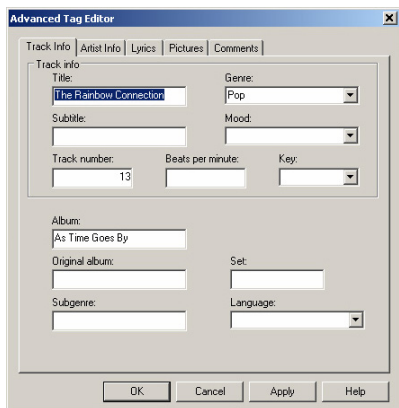 Advanced Tag Editor
Track Info Artist Info Lyrics Pictures Comments
Track info
Title: Genre:
The Rainbow Connection Pop
Subtitle: Mood:
Track number: Beats per minute: Key:
13
Album:
As Time Goes By
Original album: Set:
Subgenre: Language:
OK Cancel Apply Help